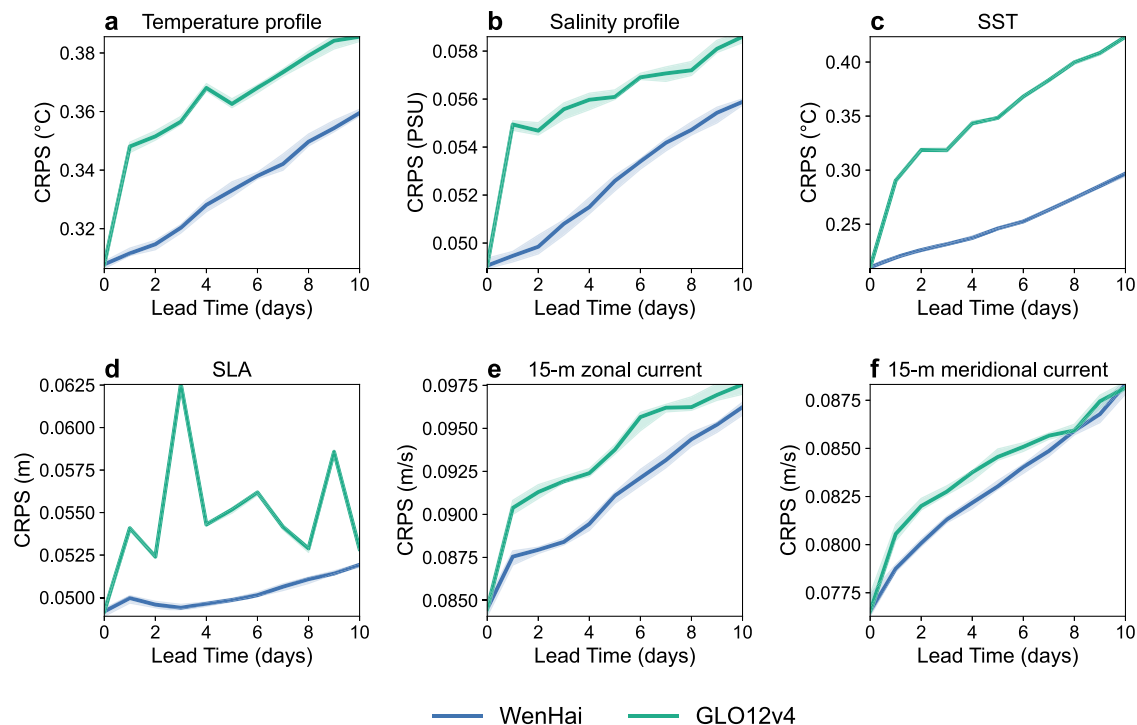 a Temperature profile
CRPS (°C)
0.38
0.36
0.34
0.32
0 2 4 6 8 10
Lead Time (days)
b Salinity profile
CRPS (PSU)
0.058
0.056
0.054
0.052
0.050
0 2 4 6 8 10
Lead Time (days)
c SST
CRPS (°C)
0.40
0.35
0.30
0.25
0 2 4 6 8 10
Lead Time (days)
d SLA
CRPS (m)
0.0625
0.0600
0.0575
0.0550
0.0525
0.0500
0 2 4 6 8 10
Lead Time (days)
e 15-m zonal current
CRPS (m/s)
0.0975
0.0950
0.0925
0.0900
0.0875
0.0850
0 2 4 6 8 10
Lead Time (days)
f 15-m meridional current
CRPS (m/s)
0.0875
0.0850
0.0825
0.0800
0.0775
0 2 4 6 8 10
Lead Time (days)
WenHai GLO12v4